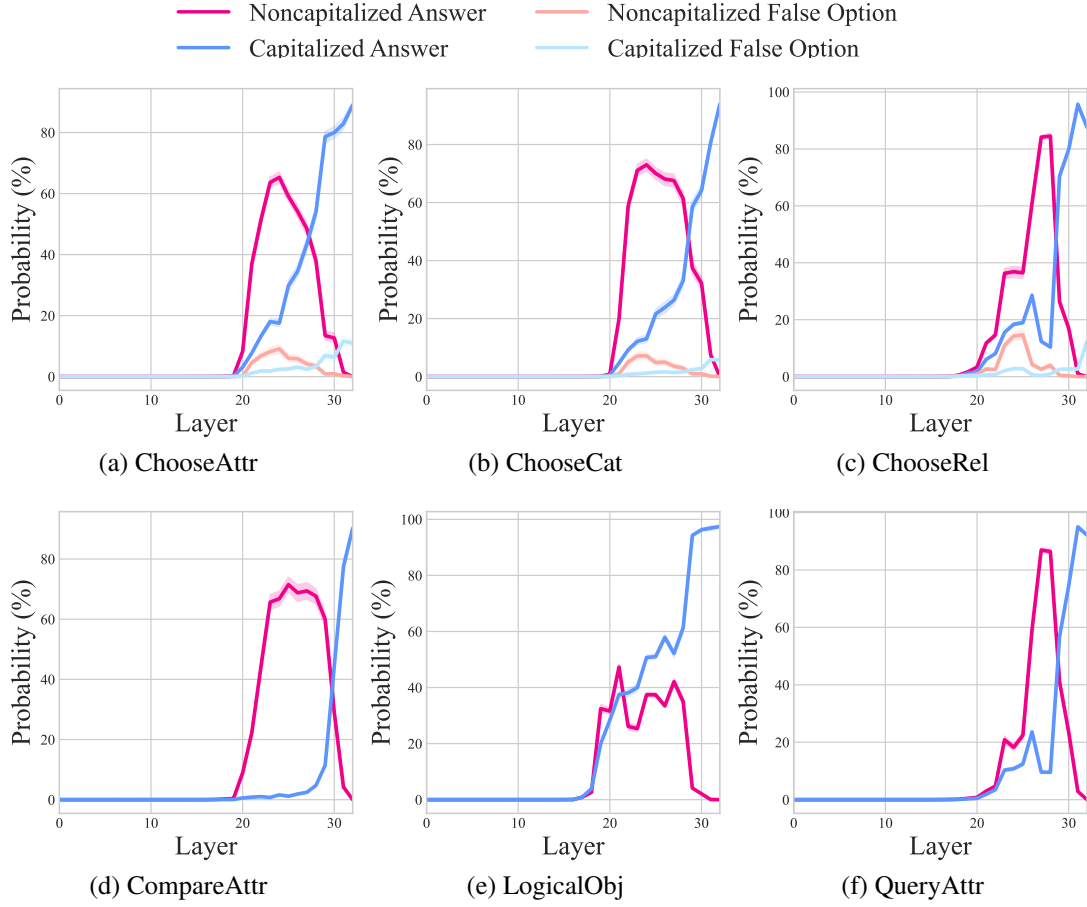 Noncapitalized Answer Noncapitalized False Option
Capitalized Answer Capitalized False Option
Probability (%)
80
60
40
20
0
0 10 20 30
Layer
(a) ChooseAttr
Probability (%)
80
60
40
20
0
0 10 20 30
Layer
(b) ChooseCat
Probability (%)
100
80
60
40
20
0
0 10 20 30
Layer
(c) ChooseRel
Probability (%)
80
60
40
20
0
0 10 20 30
Layer
(d) CompareAttr
Probability (%)
100
80
60
40
20
0
0 10 20 30
Layer
(e) LogicalObj
Probability (%)
100
80
60
40
20
0
0 10 20 30
Layer
(f) QueryAttr